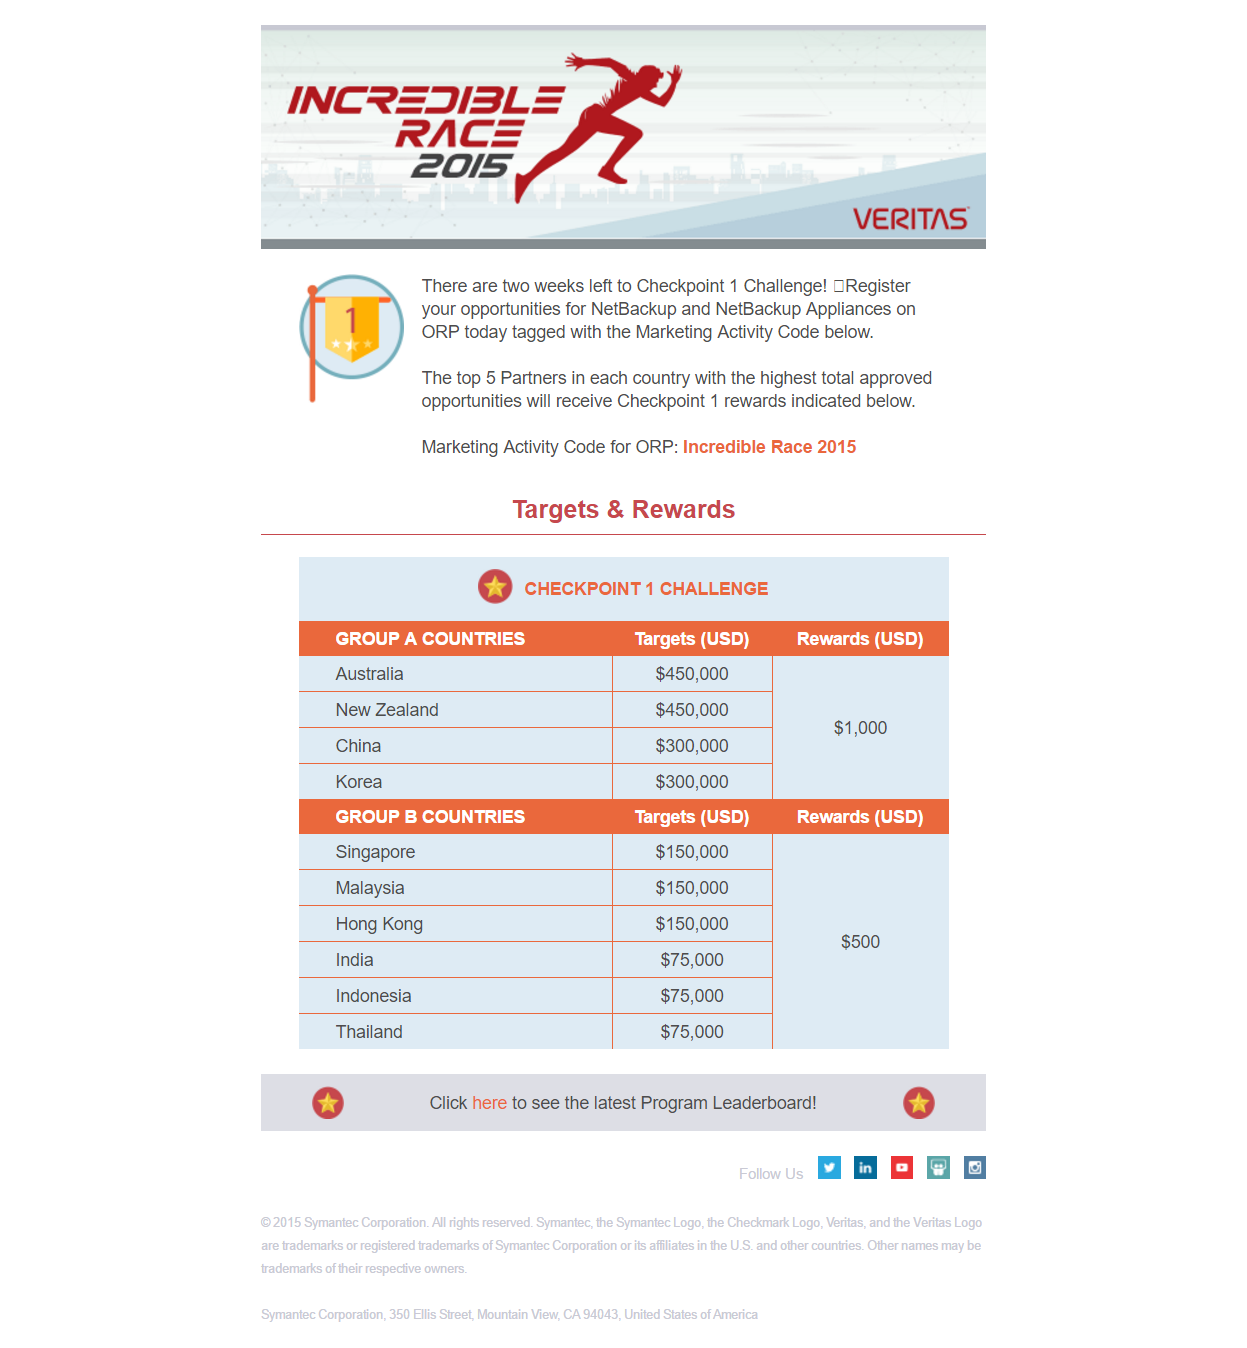 INCREDIBLE
RACE
2015
VERITAS
1
There are two weeks left to Checkpoint 1 Challenge! Register
your opportunities for NetBackup and NetBackup Appliances on
ORP today tagged with the Marketing Activity Code below.
The top 5 Partners in each country with the highest total approved
opportunities will receive Checkpoint 1 rewards indicated below.
Marketing Activity Code for ORP: Incredible Race 2015
Targets & Rewards
CHECKPOINT 1 CHALLENGE
GROUP A COUNTRIES Targets (USD) Rewards (USD)
Australia $450,000
New Zealand $450,000
$1,000
China $300,000
Korea $300,000
GROUP B COUNTRIES Targets (USD) Rewards (USD)
Singapore $150,000
Malaysia $150,000
Hong Kong $150,000
$500
India $75,000
Indonesia $75,000
Thailand $75,000
Click here to see the latest Program Leaderboard!
Follow Us in
© 2015 Symantec Corporation. All rights reserved. Symantec, the Symantec Logo, the Checkmark Logo, Veritas, and the Veritas Logo
are trademarks or registered trademarks of Symantec Corporation or its affiliates in the U.S. and other countries. Other names may be
trademarks of their respective owners.
Symantec Corporation, 350 Ellis Street, Mountain View, CA 94043, United States of America